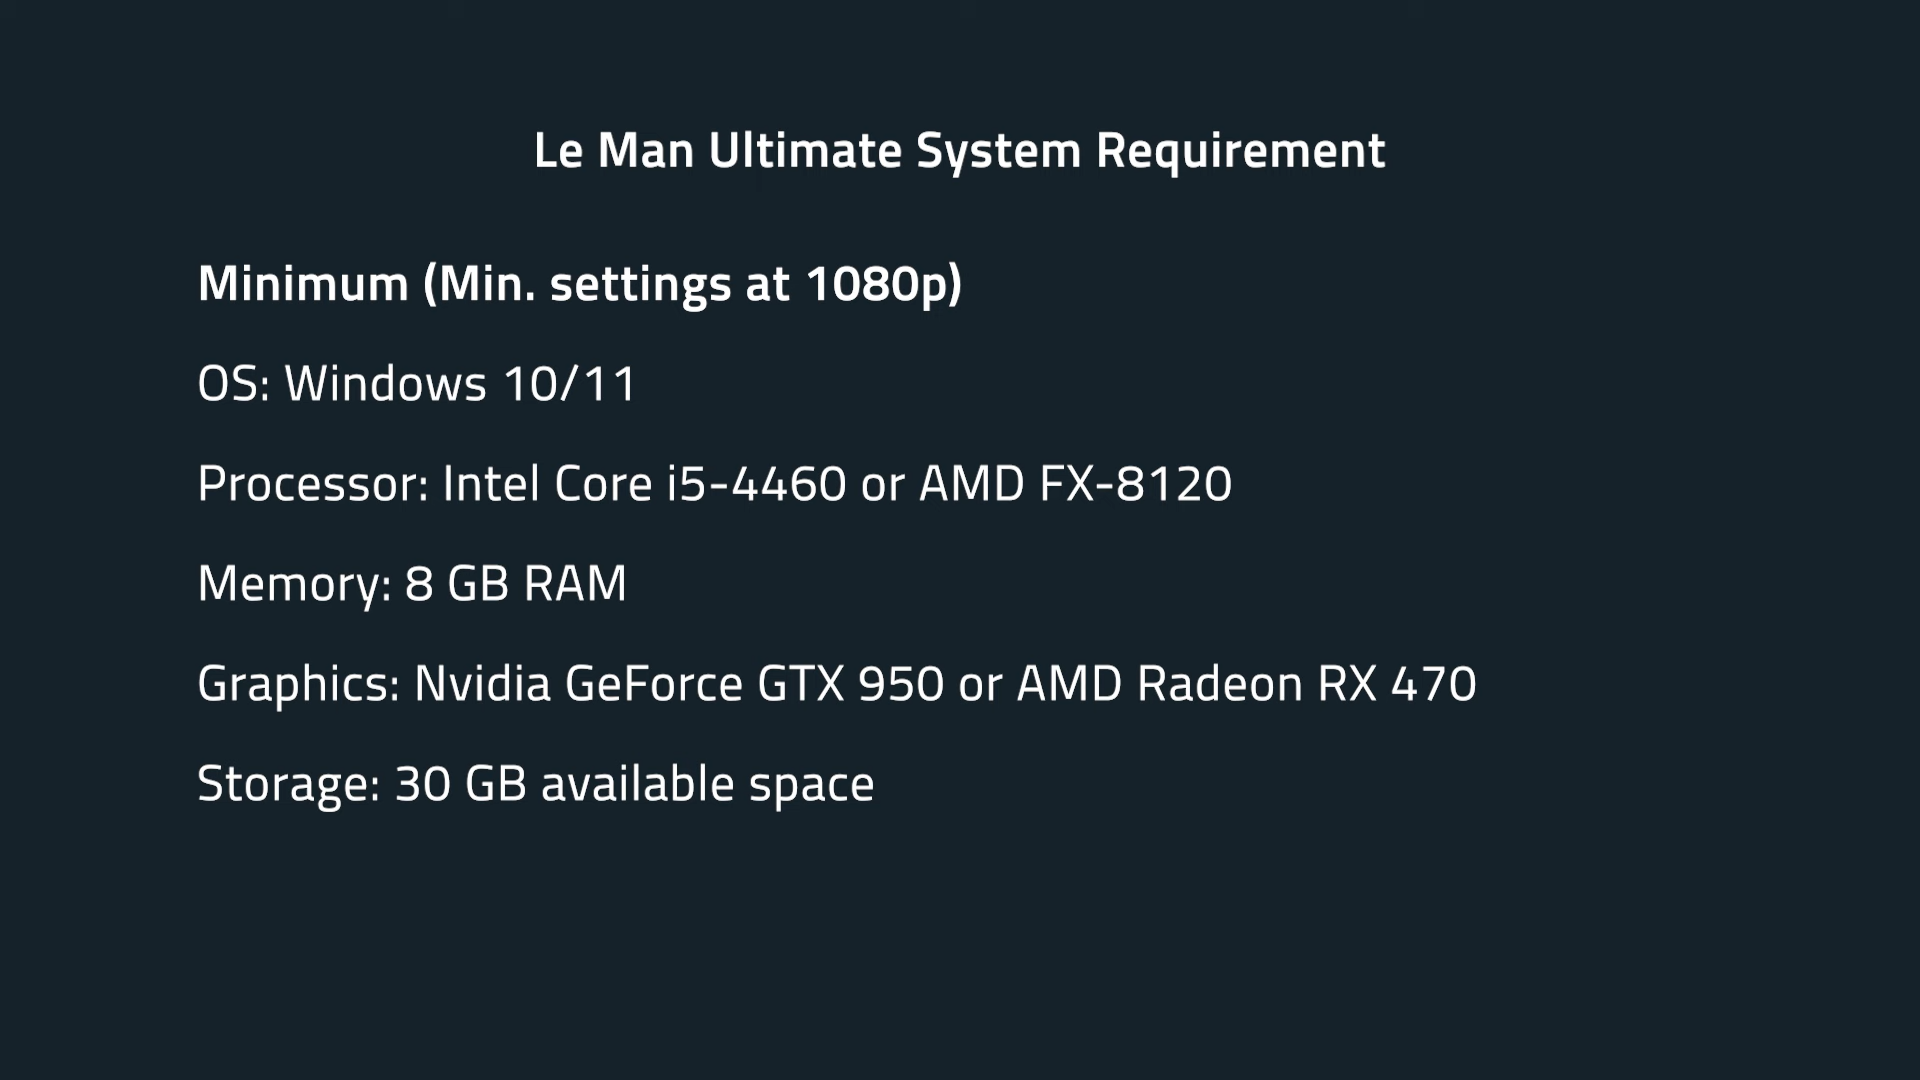 Le Man Ultimate System Requirement
Minimum (Min. settings at 1080p)
OS: Windows 10/11
Processor: Intel Core i5-4460 or AMD FX-8120
Memory: 8 GB RAM
Graphics: Nvidia GeForce GTX 950 or AMD Radeon RX 470
Storage: 30 GB available space